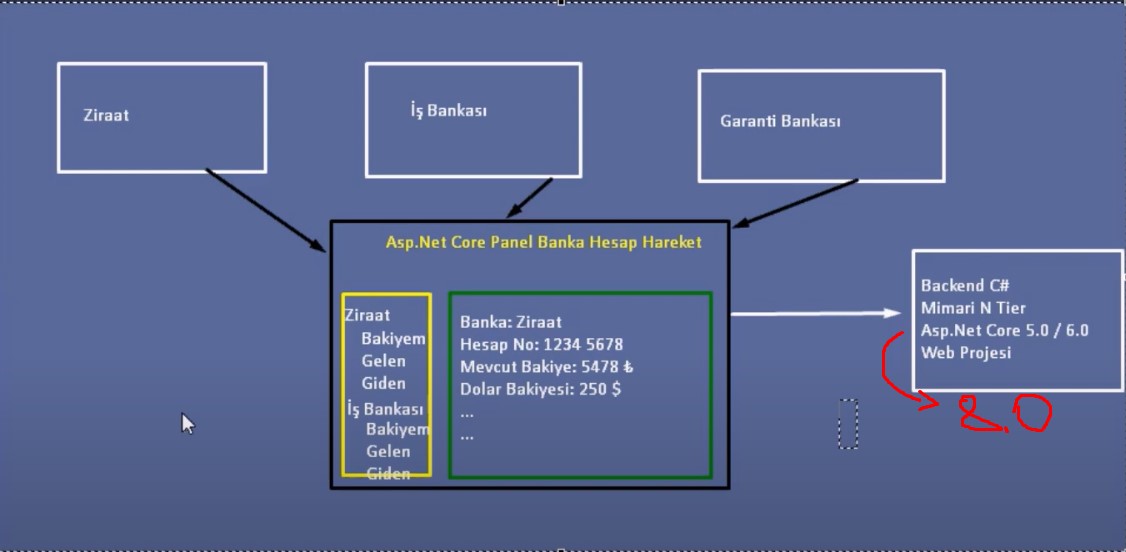 Ziraat
İş Bankası
Garanti Bankası
Asp.Net Core Panel Banka Hesap Hareket
Ziraat
Bakiyem
Gelen
Giden
İş Bankası
Bakiyem
Gelen
Giden
Banka: Ziraat
Hesap No: 1234 5678
Mevcut Bakiye: 5478 ₺
Dolar Bakiyesi: 250 $
...
...
Backend C#
Mimari N Tier
Asp.Net Core 5.0 / 6.0
Web Projesi
8.0